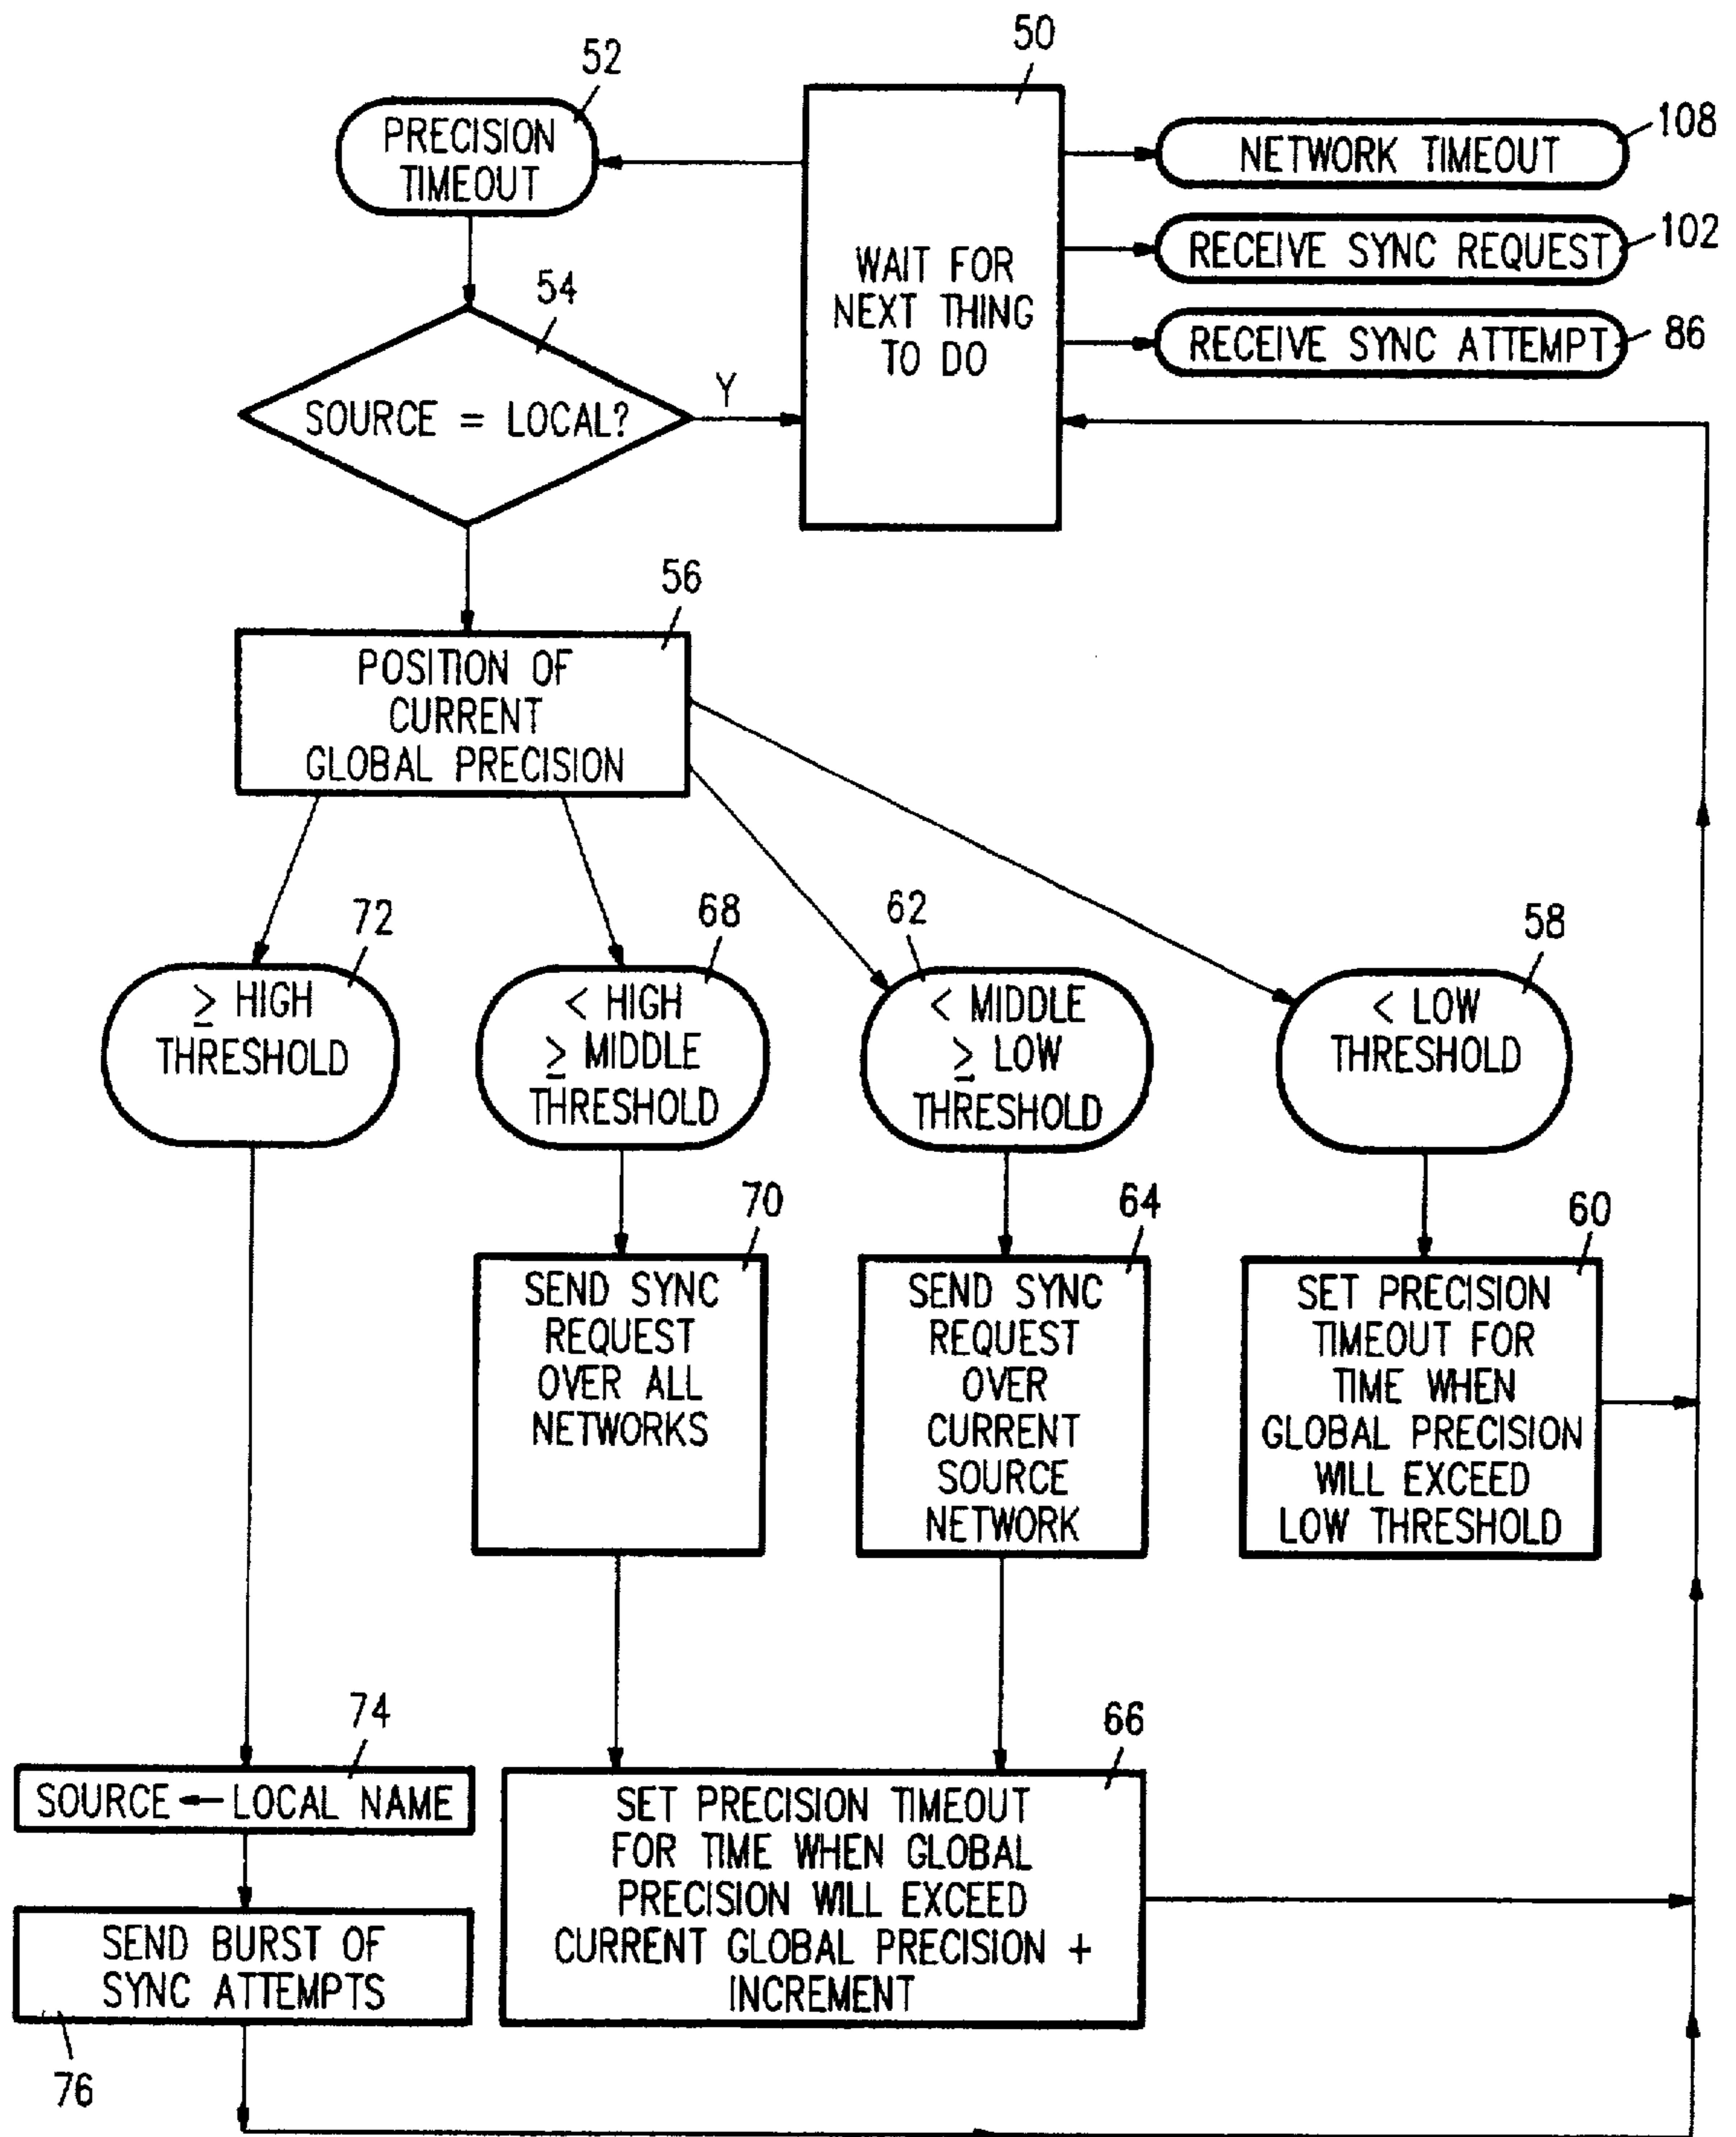 50
52
PRECISION
TIMEOUT
108
NETWORK TIMEOUT
102
RECEIVE SYNC REQUEST
86
RECEIVE SYNC ATTEMPT
WAIT FOR
NEXT THING
TO DO
54
SOURCE = LOCAL?
Y
56
POSITION OF
CURRENT
GLOBAL PRECISION
72
≥ HIGH
THRESHOLD
68
< HIGH
≥ MIDDLE
THRESHOLD
62
< MIDDLE
≥ LOW
THRESHOLD
58
< LOW
THRESHOLD
70
SEND SYNC
REQUEST
OVER ALL
NETWORKS
64
SEND SYNC
REQUEST
OVER
CURRENT
SOURCE
NETWORK
60
SET PRECISION
TIMEOUT FOR
TIME WHEN
GLOBAL PRECISION
WILL EXCEED
LOW THRESHOLD
74
SOURCE ← LOCAL NAME
66
SET PRECISION TIMEOUT
FOR TIME WHEN GLOBAL
PRECISION WILL EXCEED
CURRENT GLOBAL PRECISION +
INCREMENT
SEND BURST OF
SYNC ATTEMPTS
76